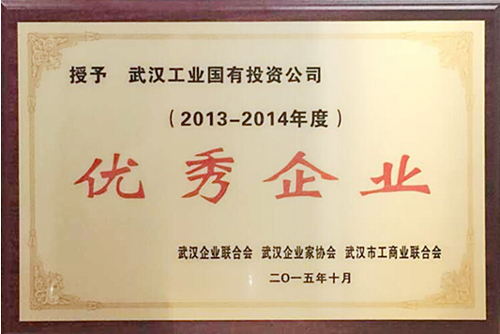 授予 武汉工业国有投资公司
（2013-2014年度）
优秀企业
武汉企业联合会 武汉企业家协会 武汉市工商业联合会
二〇一五年十月